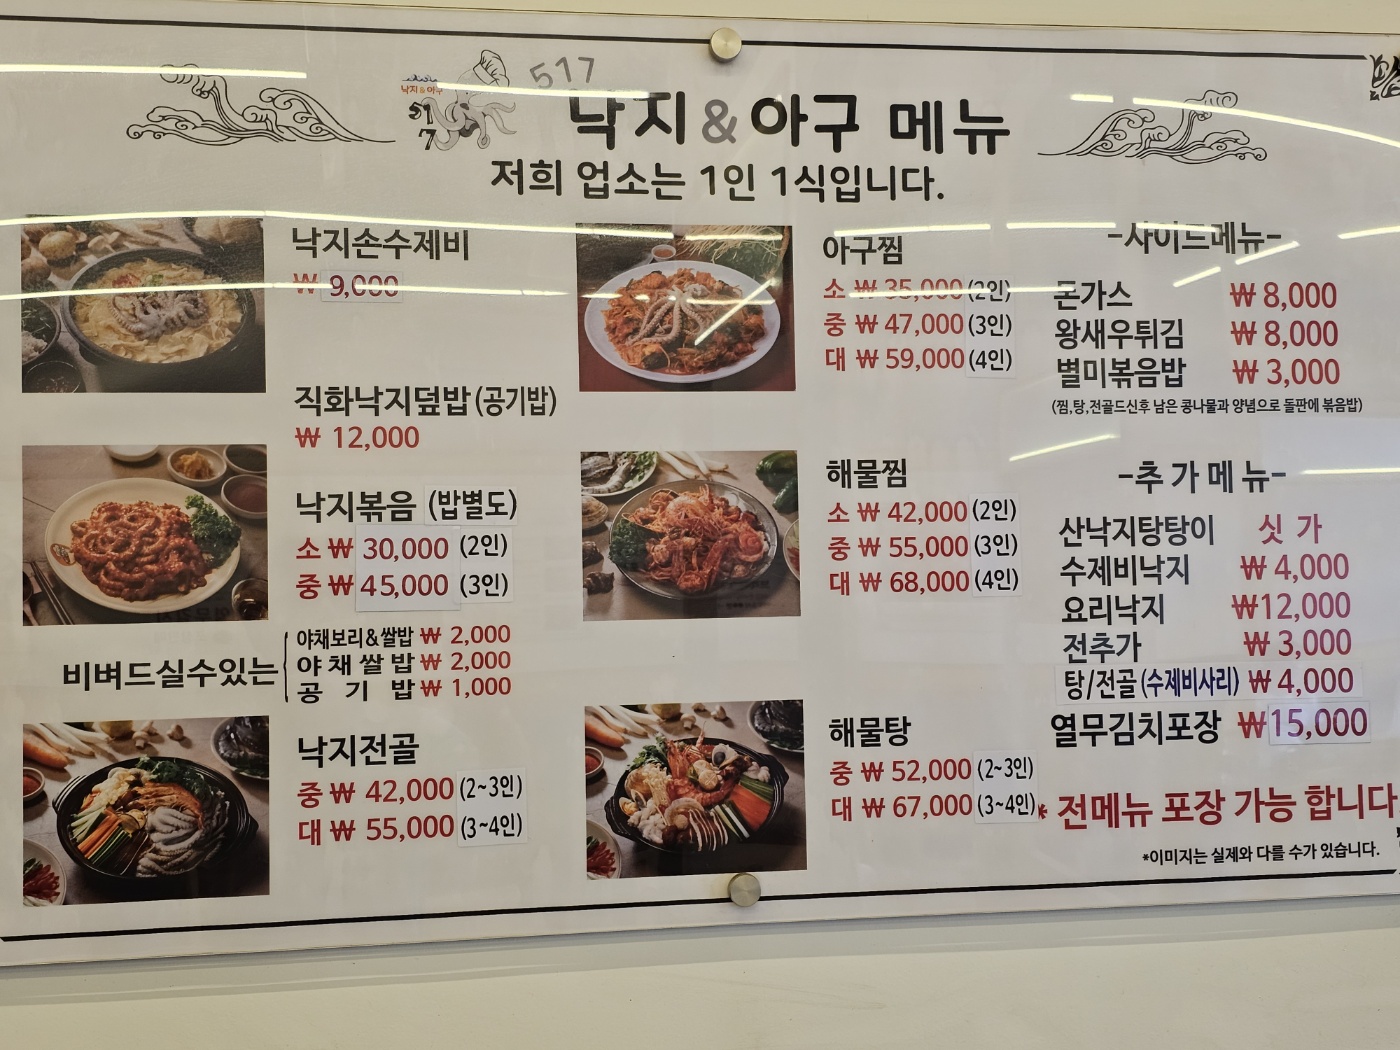 517
낙지&아구
517
낙지&아구 메뉴
저희 업소는 1인 1식입니다.
낙지손수제비
₩ 9,000
직화낙지덮밥(공기밥)
₩ 12,000
낙지볶음 (밥별도)
소 ₩ 30,000 (2인)
중 ₩ 45,000 (3인)
비벼드실수있는
야채보리&쌀밥 ₩ 2,000
야채쌀밥 ₩ 2,000
공기밥 ₩ 1,000
낙지전골
중 ₩ 42,000 (2~3인)
대 ₩ 55,000 (3~4인)
아구찜
소 ₩ 35,000 (2인)
중 ₩ 47,000 (3인)
대 ₩ 59,000 (4인)
해물찜
소 ₩ 42,000 (2인)
중 ₩ 55,000 (3인)
대 ₩ 68,000 (4인)
해물탕
중 ₩ 52,000 (2~3인)
대 ₩ 67,000 (3~4인)
-사이드메뉴-
돈가스 ₩ 8,000
왕새우튀김 ₩ 8,000
별미볶음밥 ₩ 3,000
(찜,탕,전골드신후 남은 콩나물과 양념으로 돌판에 볶음밥)
-추가메뉴-
산낙지탕탕이 싯가
수제비낙지 ₩ 4,000
요리낙지 ₩12,000
전추가 ₩ 3,000
탕/전골(수제비사리) ₩ 4,000
열무김치포장 ₩15,000
* 전메뉴 포장 가능 합니다
*이미지는 실제와 다를 수가 있습니다.